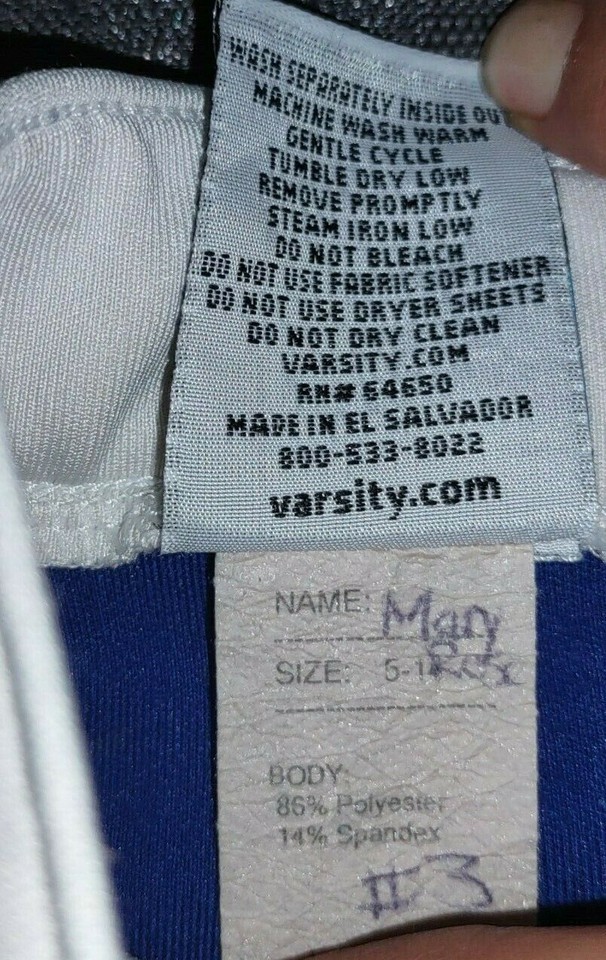 WASH SEPARATELY INSIDE OUT
MACHINE WASH WARM
GENTLE CYCLE
TUMBLE DRY LOW
REMOVE PROMPTLY
STEAM IRON LOW
DO NOT BLEACH
DO NOT USE FABRIC SOFTENER
DO NOT USE DRYER SHEETS
DO NOT DRY CLEAN
VARSITY.COM
RN# 64650
MADE IN EL SALVADOR
800-533-8022
varsity.com
NAME: Mary
SIZE:
BODY:
86% Polyester
14% Spandex
#3